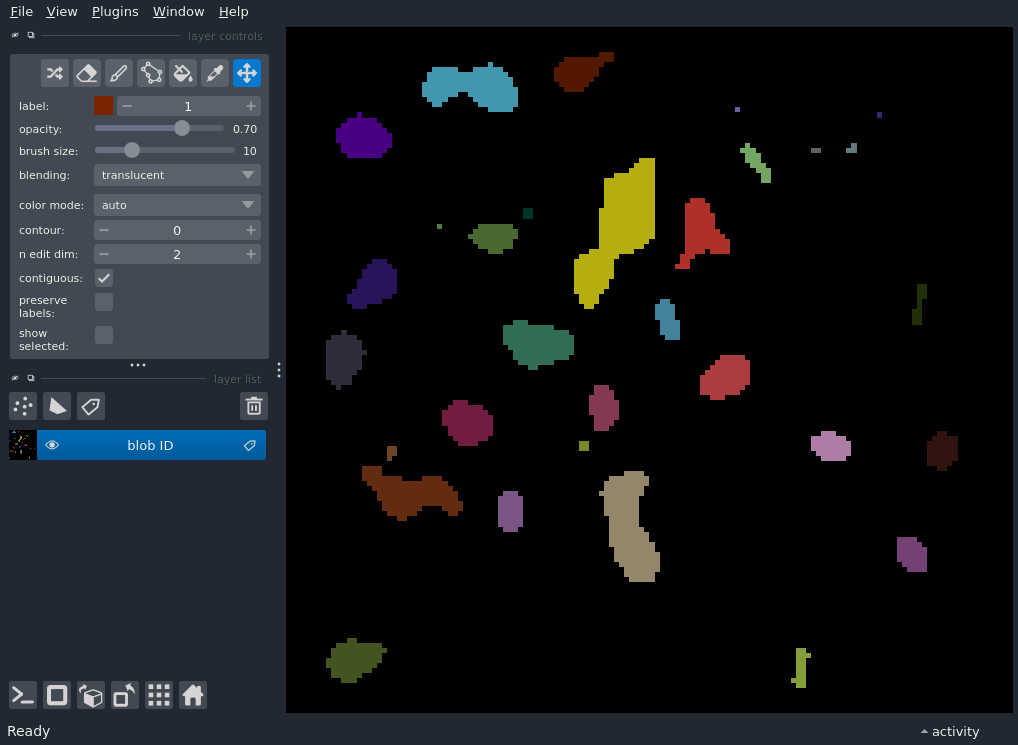 File View Plugins Window Help
layer controls
label: 1
opacity: 0.70
brush size: 10
blending: translucent
color mode: auto
contour: 0
n edit dim: 2
contiguous:
preserve
labels:
show
selected:
layer list
blob ID
Ready
activity